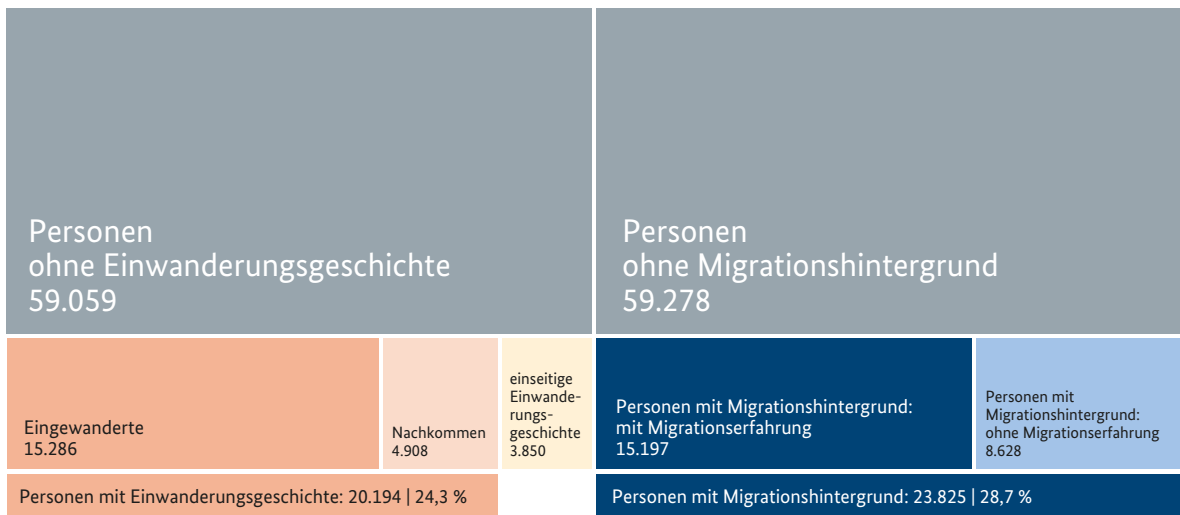 Personen
ohne Einwanderungsgeschichte
59.059
Personen
ohne Migrationshintergrund
59.278
Eingewanderte
15.286
Nachkommen
4.908
einseitige
Einwande-
rungs-
geschichte
3.850
Personen mit Migrationshintergrund:
mit Migrationserfahrung
15.197
Personen mit
Migrationshintergrund:
ohne Migrationserfahrung
8.628
Personen mit Einwanderungsgeschichte: 20.194 | 24,3 %
Personen mit Migrationshintergrund: 23.825 | 28,7 %